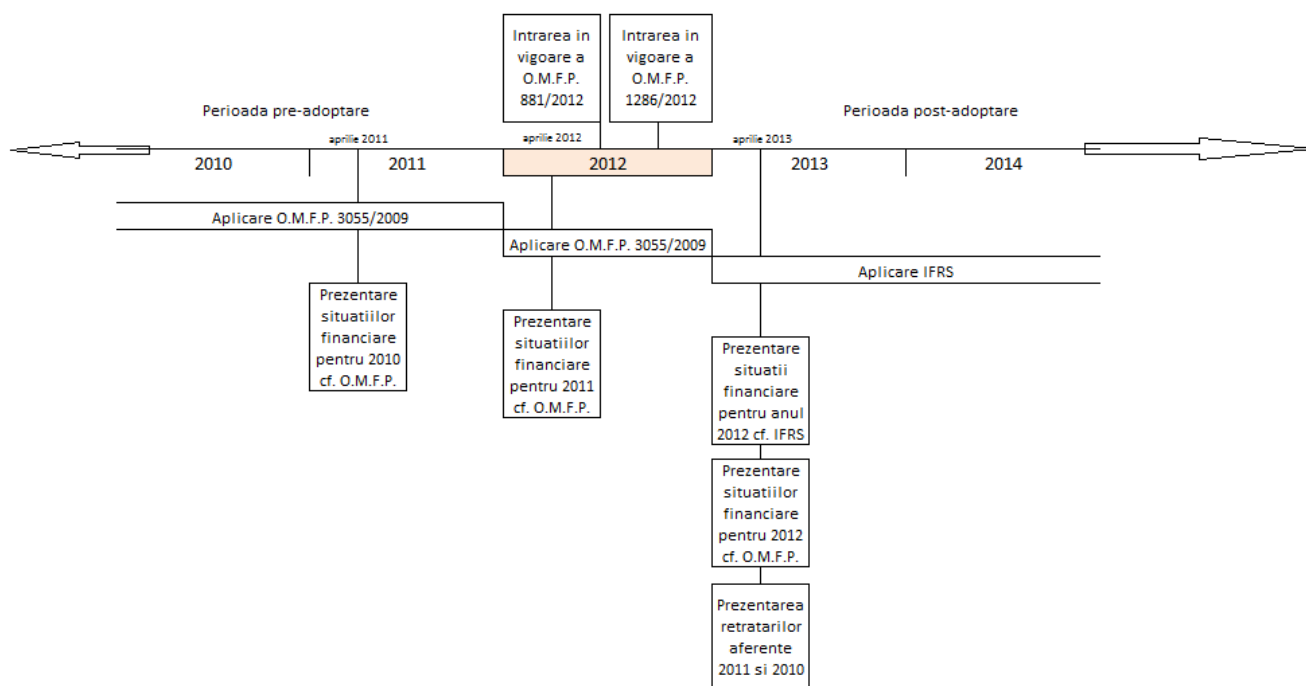 Intrarea in
vigoare a
O.M.F.P.
881/2012
Intrarea in
vigoare a
O.M.F.P.
1286/2012
Perioada pre-adoptare
Perioada post-adoptare
aprilie 2011
aprilie 2012
aprilie 2013
2010
2011
2012
2013
2014
Aplicare O.M.F.P. 3055/2009
Aplicare O.M.F.P. 3055/2009
Aplicare IFRS
Prezentare
situatiilor
financiare
pentru 2010
cf. O.M.F.P.
Prezentare
situatiilor
financiare
pentru 2011
cf. O.M.F.P.
Prezentare
situatii
financiare
pentru anul
2012 cf. IFRS
Prezentare
situatiilor
financiare
pentru 2012
cf. O.M.F.P.
Prezentarea
retratarilor
aferente
2011 si 2010